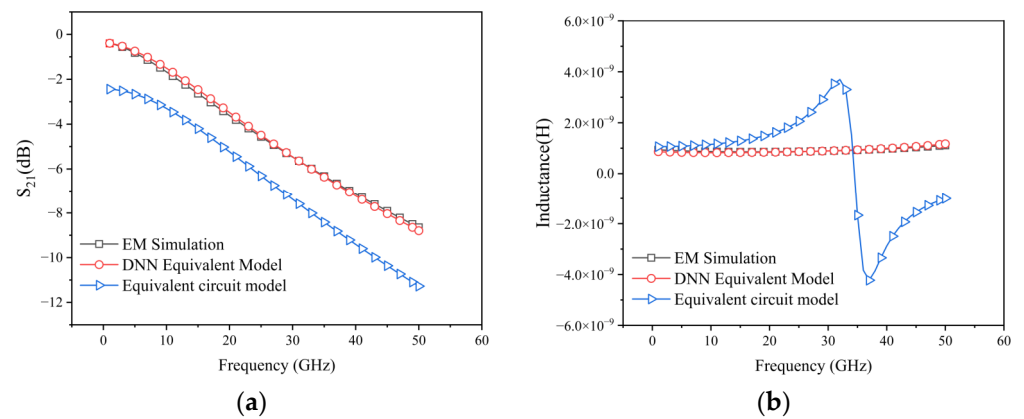 0
−2
−4
−6
−8
−10
−12
S21(dB)
EM Simulation
DNN Equivalent Model
Equivalent circuit model
0 10 20 30 40 50 60
Frequency (GHz)
(a)
6.0×10⁻⁹
4.0×10⁻⁹
2.0×10⁻⁹
0.0
−2.0×10⁻⁹
−4.0×10⁻⁹
−6.0×10⁻⁹
Inductance(H)
EM Simulation
DNN Equivalent Model
Equivalent circuit model
0 10 20 30 40 50 60
Frequency (GHz)
(b)